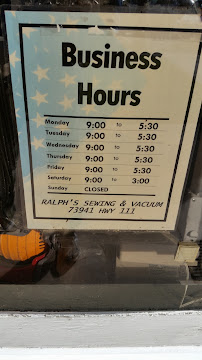 Business
Hours
Monday 9:00 to 5:30
Tuesday 9:00 to 5:30
Wednesday 9:00 to 5:30
Thursday 9:00 to 5:30
Friday 9:00 to 5:30
Saturday 9:00 to 3:00
Sunday CLOSED
RALPH'S SEWING & VACUUM
73941 HWY 111